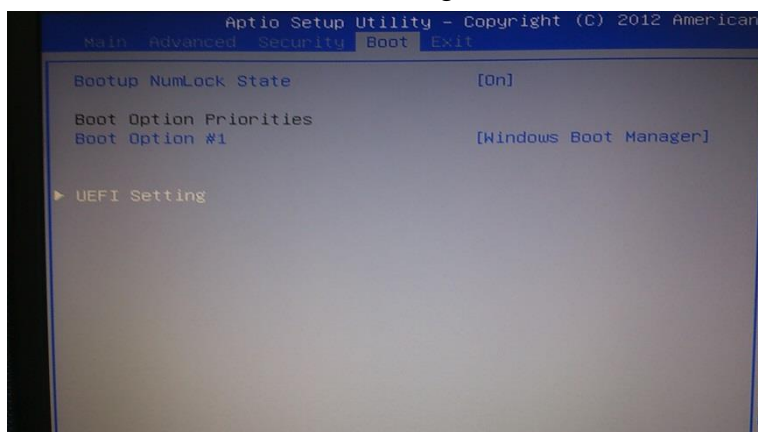 Aptio Setup Utility – Copyright (C) 2012 American
Main Advanced Security Boot Exit
Bootup NumLock State [On]
Boot Option Priorities
Boot Option #1 [Windows Boot Manager]
▶ UEFI Setting